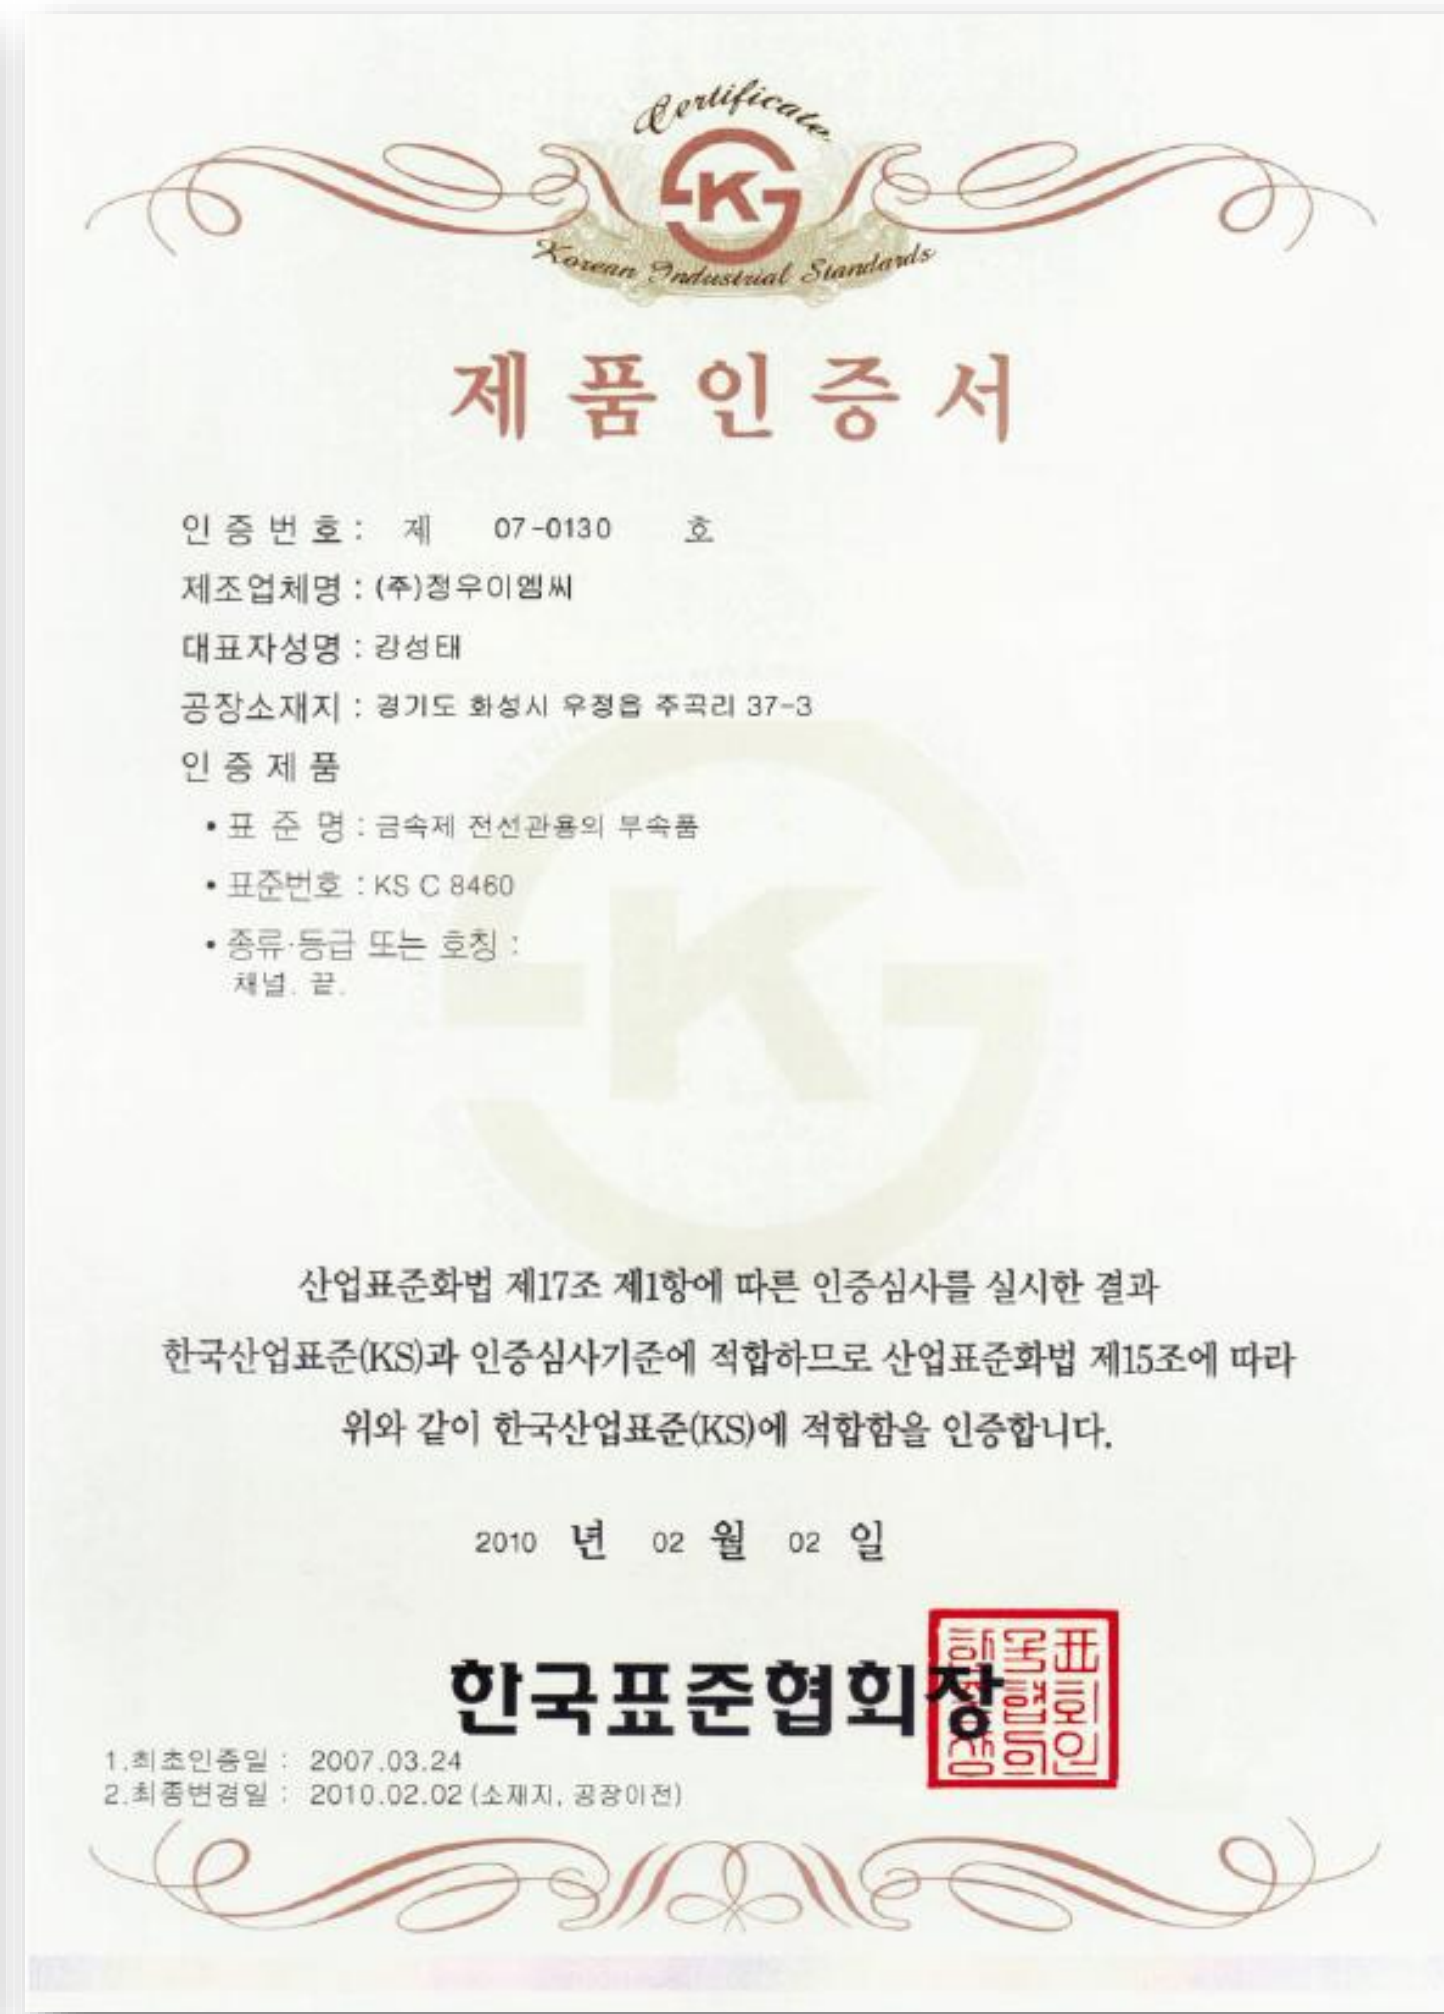 Certificate
K
Korean Industrial Standards
제품인증서
인증번호 : 제 07-0130 호
제조업체명 : (주)정우이엠씨
대표자성명 : 강성태
공장소재지 : 경기도 화성시 우정읍 주곡리 37-3
인증제품
• 표준명 : 금속제 전선관용의 부속품
• 표준번호 : KS C 8460
• 종류·등급 또는 호칭 :
채널. 끝.
산업표준화법 제17조 제1항에 따른 인증심사를 실시한 결과
한국산업표준(KS)과 인증심사기준에 적합하므로 산업표준화법 제15조에 따라
위와 같이 한국산업표준(KS)에 적합함을 인증합니다.
2010 년 02 월 02 일
한국표준협회장
1.최초인증일 : 2007.03.24
2.최종변경일 : 2010.02.02 (소재지, 공장이전)